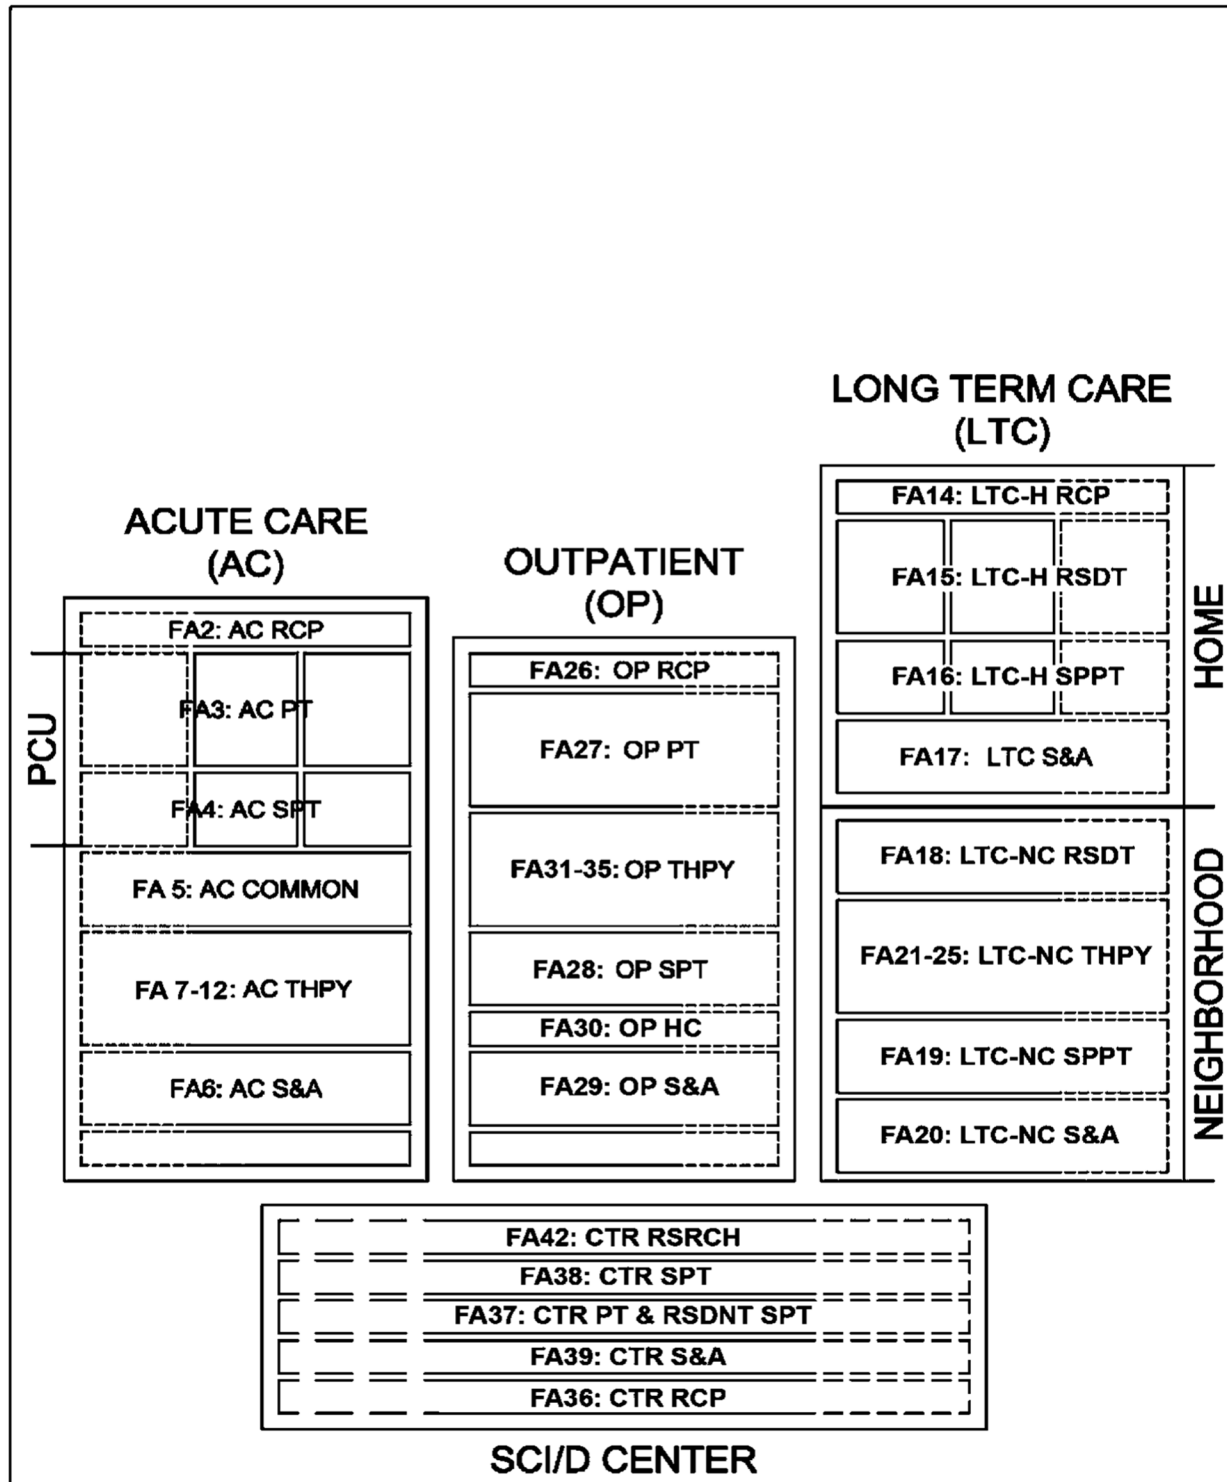 ACUTE CARE
(AC)
FA2: AC RCP
PCU
FA3: AC PT
FA4: AC SPT
FA 5: AC COMMON
FA 7-12: AC THPY
FA6: AC S&A
OUTPATIENT
(OP)
FA26: OP RCP
FA27: OP PT
FA31-35: OP THPY
FA28: OP SPT
FA30: OP HC
FA29: OP S&A
LONG TERM CARE
(LTC)
FA14: LTC-H RCP
FA15: LTC-H RSDT
FA16: LTC-H SPPT
FA17: LTC S&A
HOME
FA18: LTC-NC RSDT
FA21-25: LTC-NC THPY
FA19: LTC-NC SPPT
FA20: LTC-NC S&A
NEIGHBORHOOD
FA42: CTR RSRCH
FA38: CTR SPT
FA37: CTR PT & RSDNT SPT
FA39: CTR S&A
FA36: CTR RCP
SCI/D CENTER